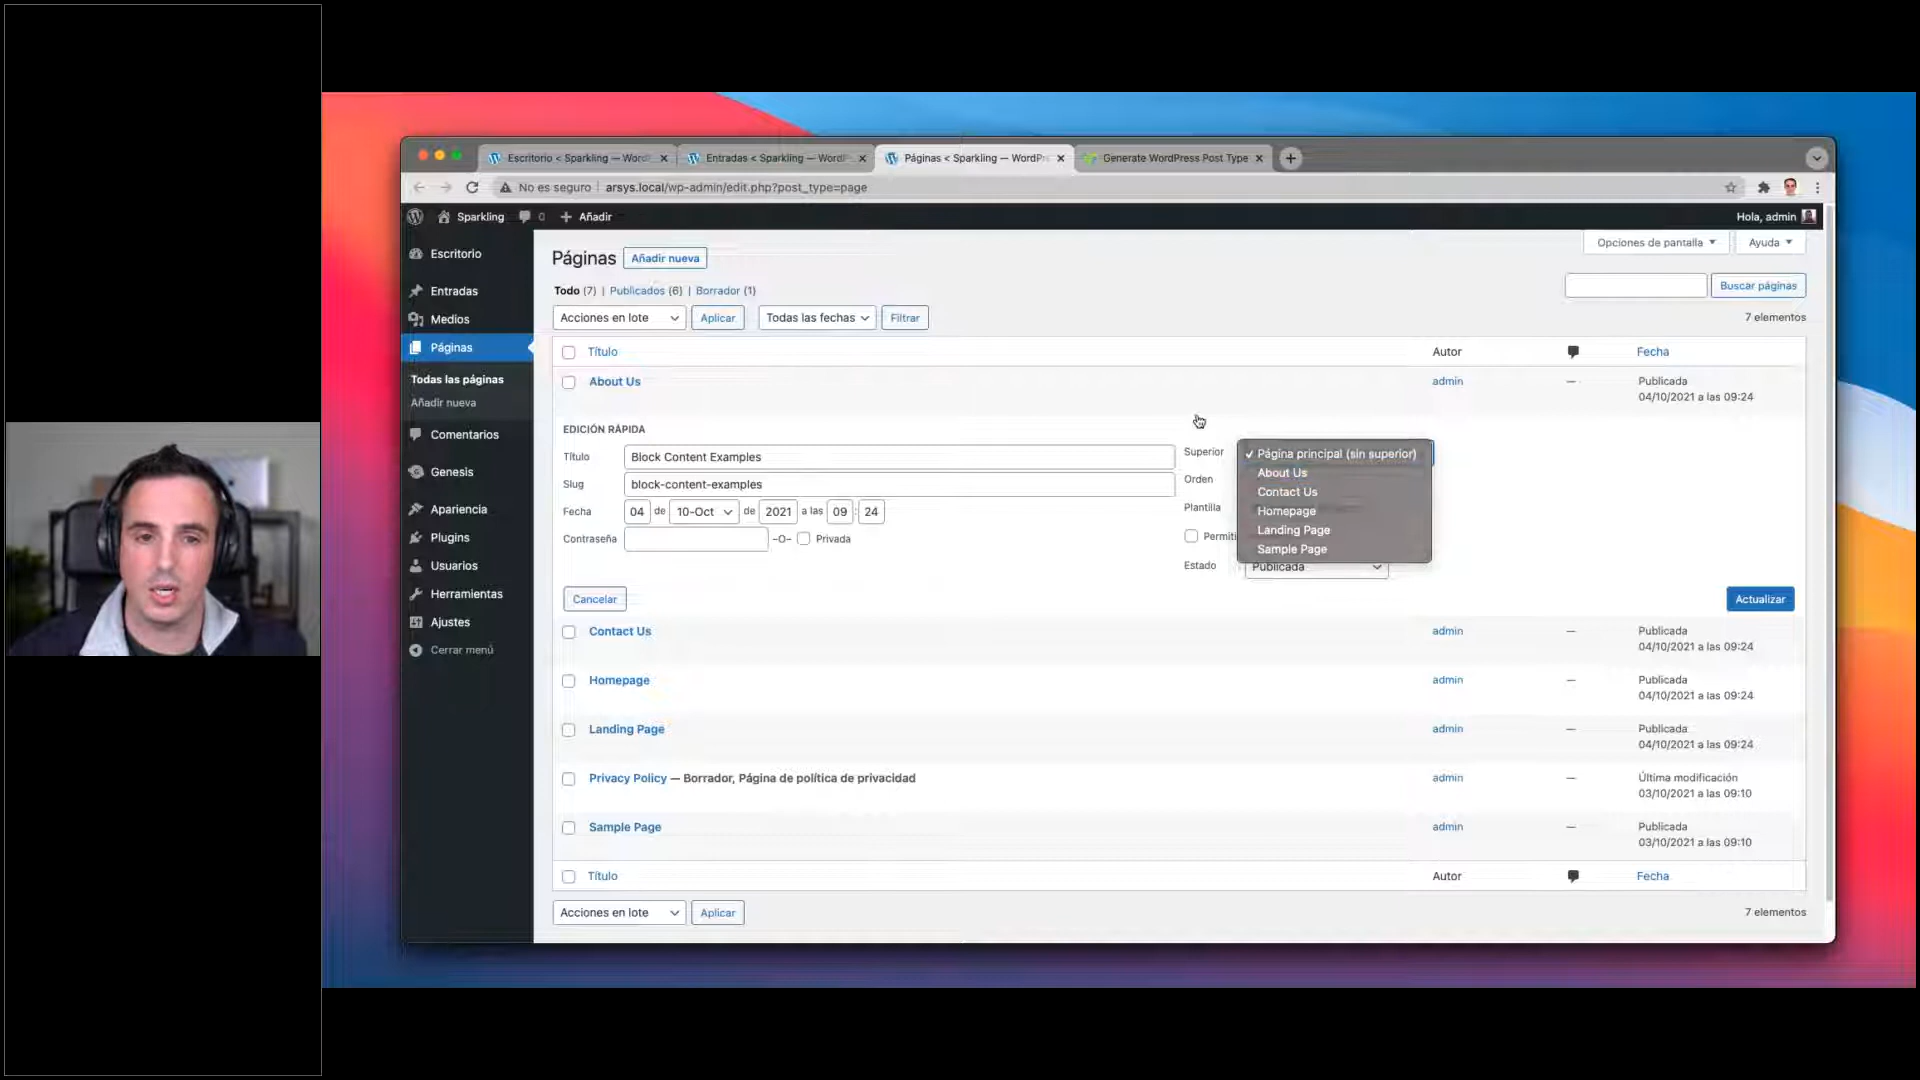 Escritorio < Sparkling — Word
Entradas < Sparkling — Word
Páginas < Sparkling — WordPr
Generate WordPress Post Type
No es seguro
arsys.local/wp-admin/edit.php?post_type=page
Sparkling
0
Añadir
Hola, admin
Escritorio
Entradas
Medios
Páginas
Todas las páginas
Añadir nueva
Comentarios
Genesis
Apariencia
Plugins
Usuarios
Herramientas
Ajustes
Cerrar menú
Opciones de pantalla
Ayuda
Páginas
Añadir nueva
Todo (7) | Publicados (6) | Borrador (1)
Buscar páginas
Acciones en lote
Aplicar
Todas las fechas
Filtrar
7 elementos
Título
Autor
Fecha
About Us
admin
—
Publicada
04/10/2021 a las 09:24
EDICIÓN RÁPIDA
Título
Block Content Examples
Slug
block-content-examples
Fecha
04 de 10-Oct de 2021 a las 09 : 24
Contraseña
–O– Privada
Superior
✓ Página principal (sin superior)
About Us
Contact Us
Homepage
Landing Page
Sample Page
Orden
Plantilla
Permiti
Estado
Publicada
Cancelar
Actualizar
Contact Us
admin
—
Publicada
04/10/2021 a las 09:24
Homepage
admin
—
Publicada
04/10/2021 a las 09:24
Landing Page
admin
—
Publicada
04/10/2021 a las 09:24
Privacy Policy — Borrador, Página de política de privacidad
admin
—
Última modificación
03/10/2021 a las 09:10
Sample Page
admin
—
Publicada
03/10/2021 a las 09:10
Título
Autor
Fecha
Acciones en lote
Aplicar
7 elementos